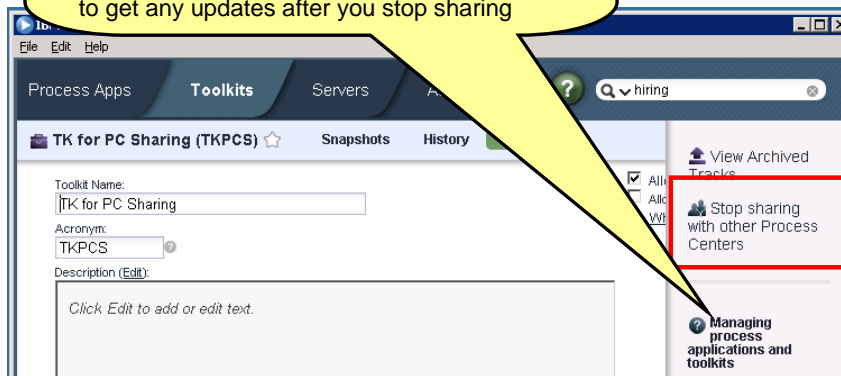 to get any updates after you stop sharing
File Edit Help
Process Apps Toolkits Servers hiring
TK for PC Sharing (TKPCS) Snapshots History
View Archived
Tracks
Toolkit Name:
TK for PC Sharing
Acronym:
TKPCS
Description (Edit):
Click Edit to add or edit text.
Stop sharing
with other Process
Centers
Managing
process
applications and
toolkits